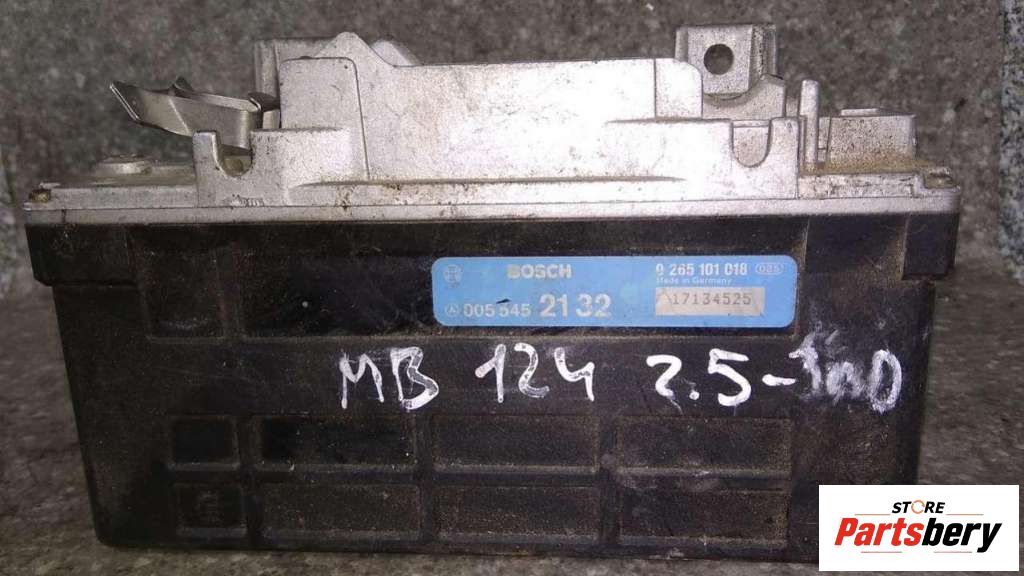 BOSCH 0 265 101 018 085
Made in Germany
005 545 21 32 17134525
MB 124 2.5-
STORE
Partsbery